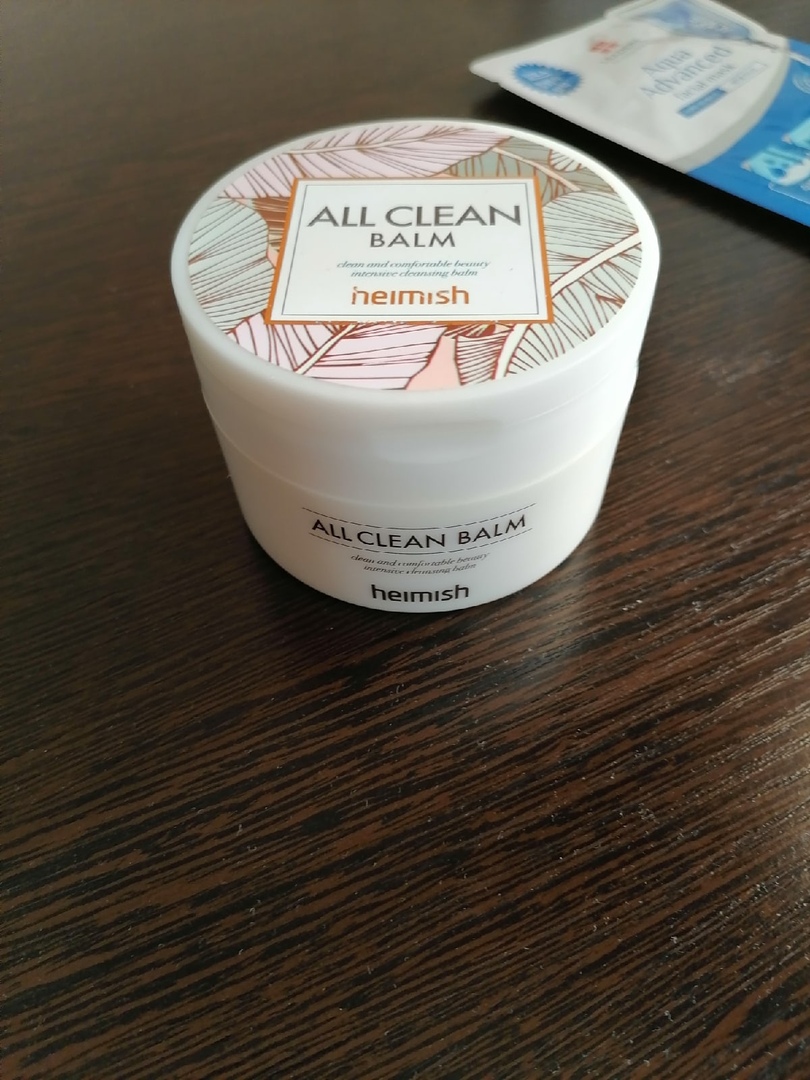 Aqua
Advanced
ALL CLEAN
BALM
clean and comfortable beauty
intensive cleansing balm
heimish
ALL CLEAN BALM
clean and comfortable beauty
intensive cleansing balm
heimish